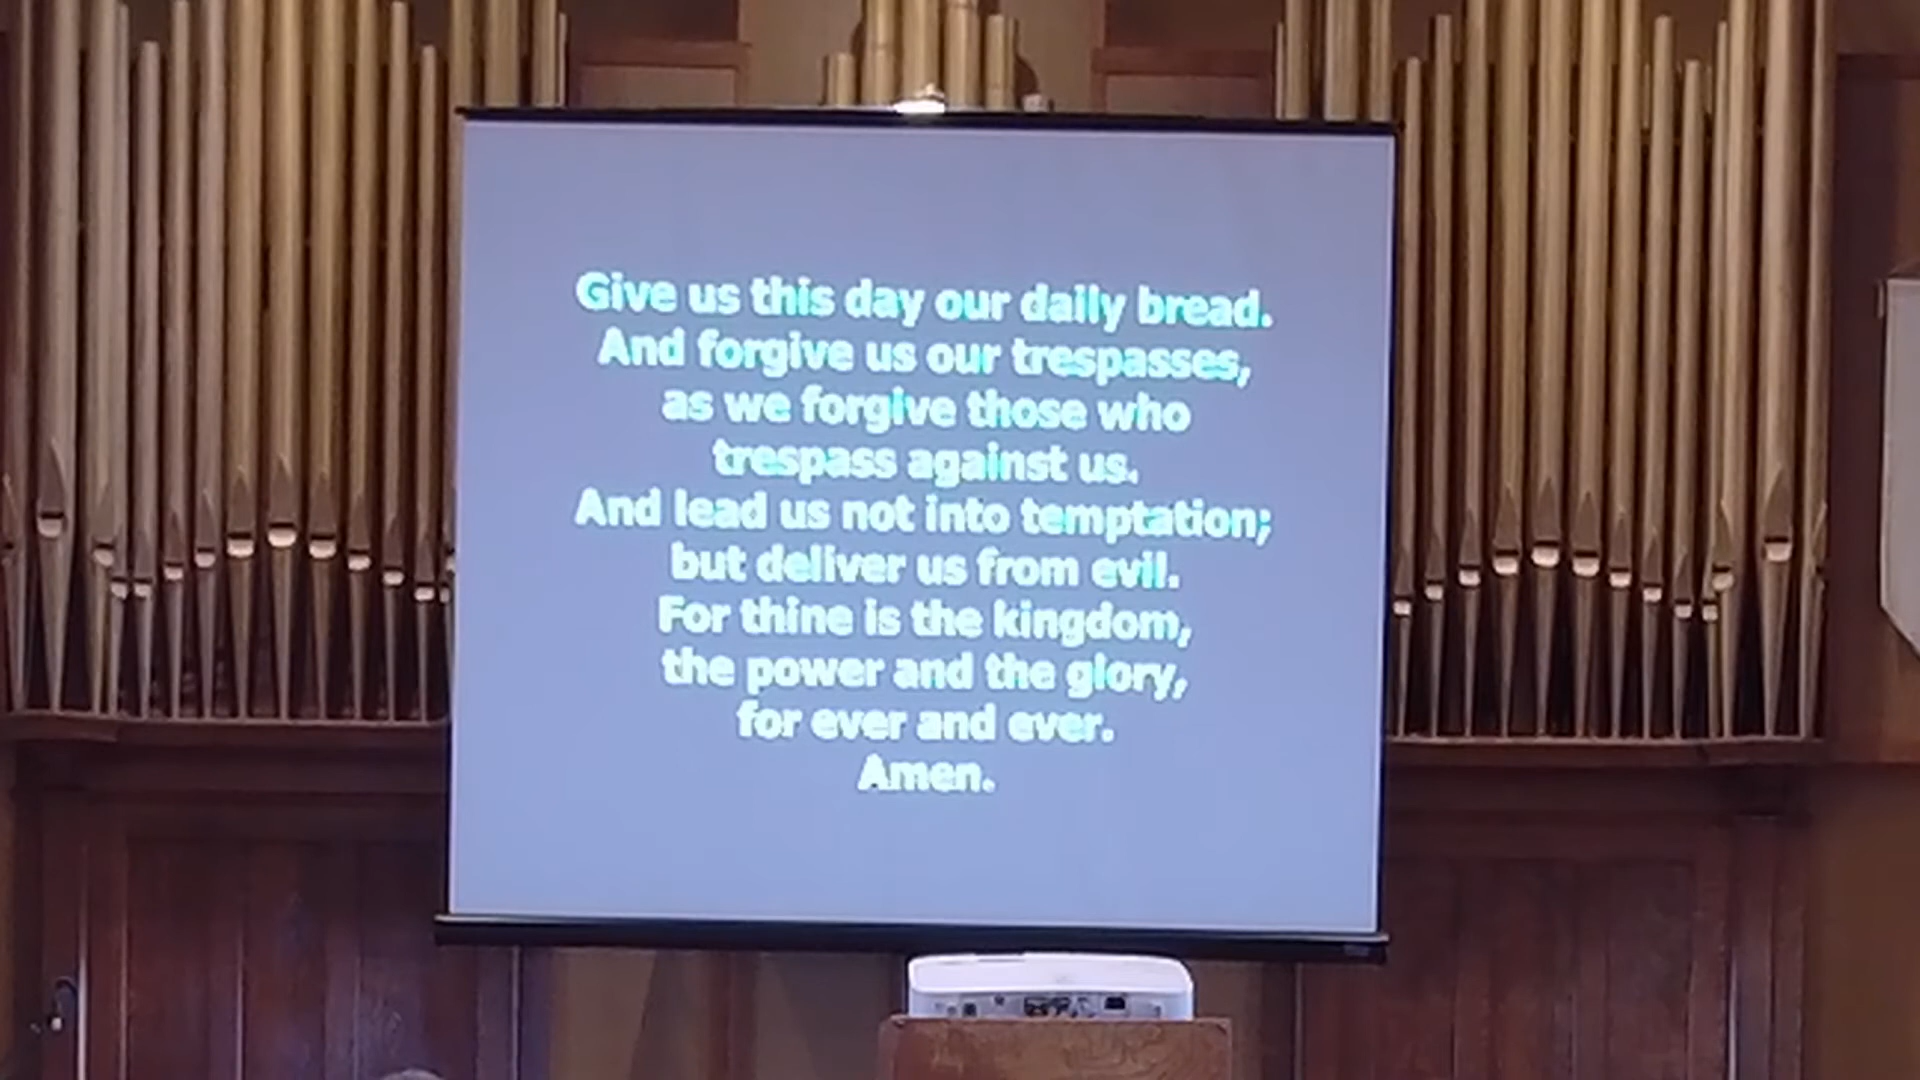 Give us this day our daily bread.
And forgive us our trespasses,
as we forgive those who
trespass against us.
And lead us not into temptation;
but deliver us from evil.
For thine is the kingdom,
the power and the glory,
for ever and ever.
Amen.